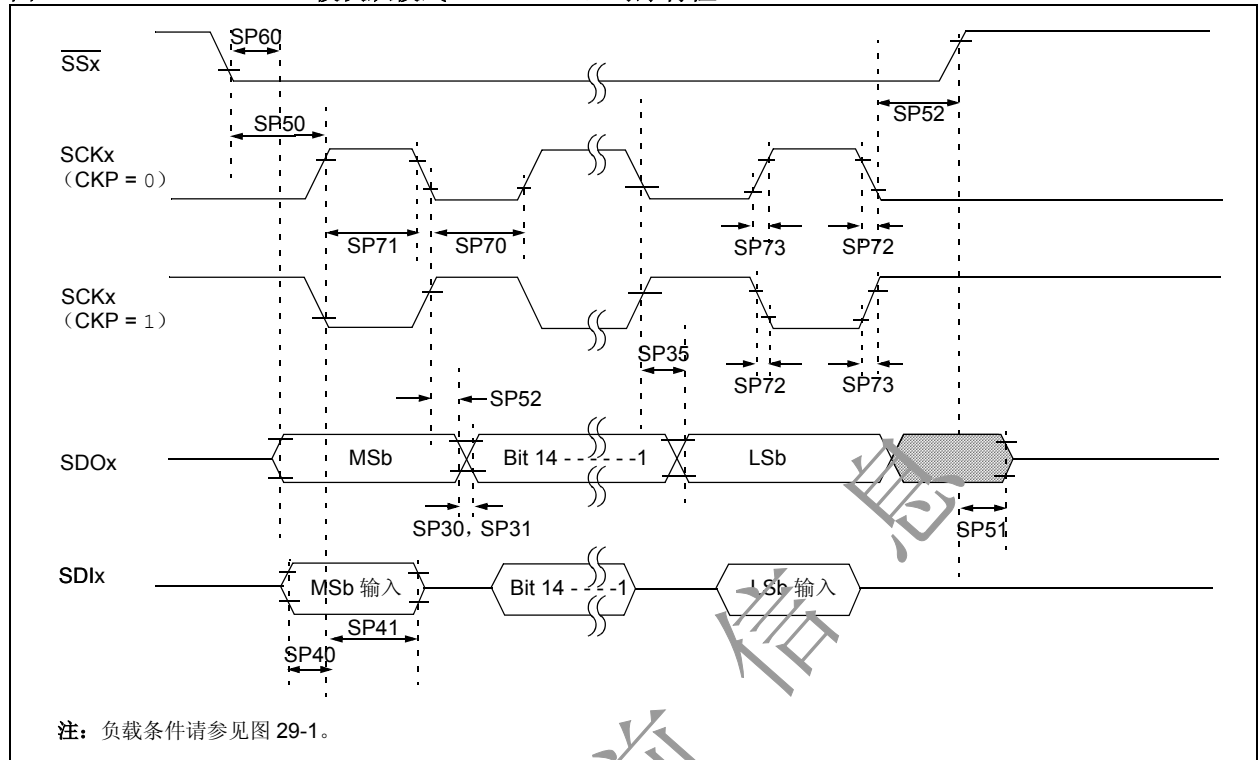 SP60
SSx
SP50
SP52
SCKx
（CKP = 0）
SP71
SP70
SP73
SP72
SCKx
（CKP = 1）
SP35
SP72
SP73
SP52
SDOx
MSb
Bit 14 - - - - - -1
LSb
SP30，SP31
SP51
SDIx
MSb 输入
Bit 14 - - - -1
LSb 输入
SP41
SP40
注：负载条件请参见图 29-1。
息
信